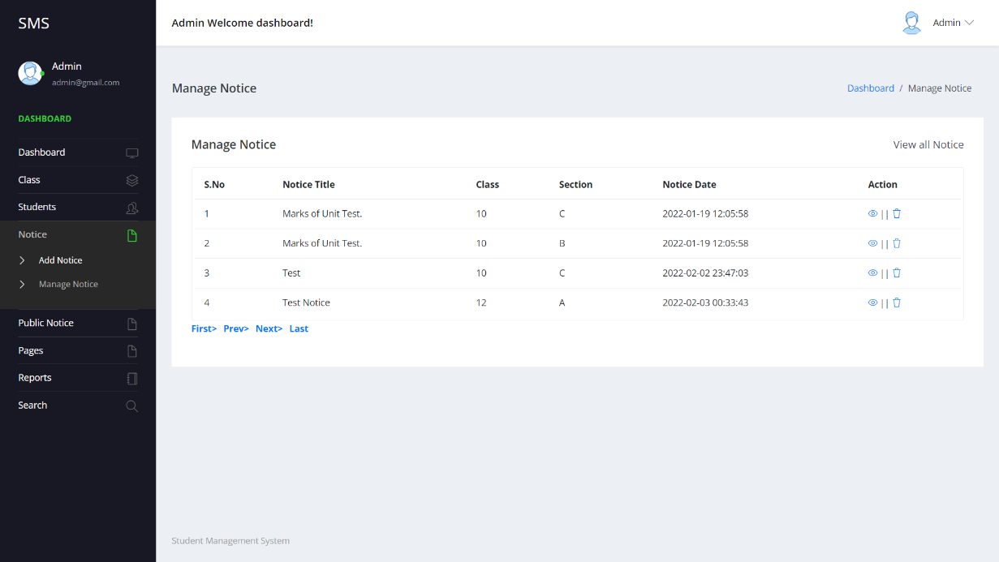 SMS
Admin
admin@gmail.com
DASHBOARD
Dashboard
Class
Students
Notice
Add Notice
Manage Notice
Public Notice
Pages
Reports
Search
Admin Welcome dashboard!
Admin
Manage Notice
Dashboard / Manage Notice
Manage Notice
View all Notice
S.No Notice Title Class Section Notice Date Action
1 Marks of Unit Test. 10 C 2022-01-19 12:05:58 ||
2 Marks of Unit Test. 10 B 2022-01-19 12:05:58 ||
3 Test 10 C 2022-02-02 23:47:03 ||
4 Test Notice 12 A 2022-02-03 00:33:43 ||
First> Prev> Next> Last
Student Management System